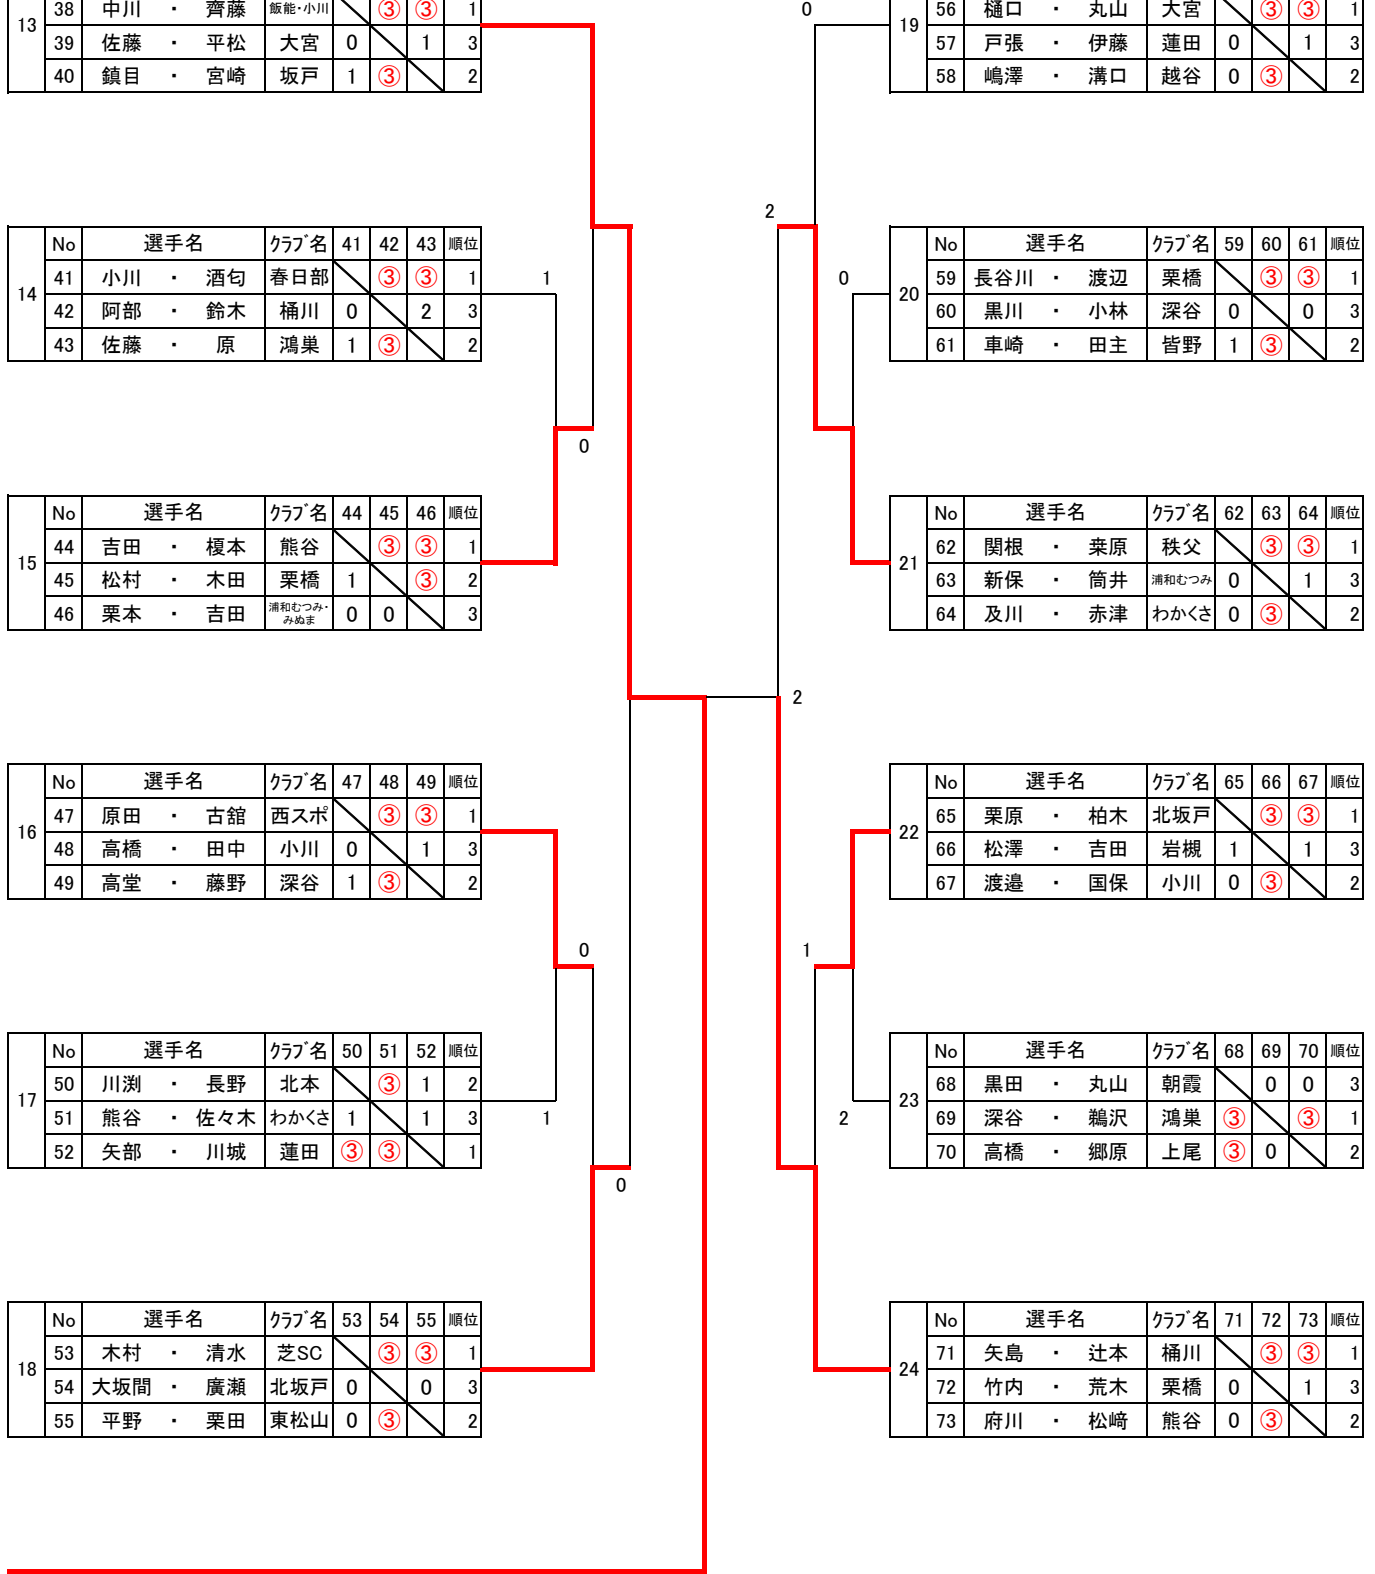 13
38 中川 ・ 齊藤 飯能・小川 ③ ③ 1
39 佐藤 ・ 平松 大宮 0 1 3
40 鎮目 ・ 宮崎 坂戸 1 ③ 2
14
No 選手名 クラブ名 41 42 43 順位
41 小川 ・ 酒匂 春日部 ③ ③ 1
42 阿部 ・ 鈴木 桶川 0 2 3
43 佐藤 ・ 原 鴻巣 1 ③ 2
1
0
15
No 選手名 クラブ名 44 45 46 順位
44 吉田 ・ 榎本 熊谷 ③ ③ 1
45 松村 ・ 木田 栗橋 1 ③ 2
46 栗本 ・ 吉田 浦和むつみ・
みぬま 0 0 3
16
No 選手名 クラブ名 47 48 49 順位
47 原田 ・ 古舘 西スポ ③ ③ 1
48 高橋 ・ 田中 小川 0 1 3
49 高堂 ・ 藤野 深谷 1 ③ 2
0
17
No 選手名 クラブ名 50 51 52 順位
50 川渕 ・ 長野 北本 ③ 1 2
51 熊谷 ・ 佐々木 わかくさ 1 1 3
52 矢部 ・ 川城 蓮田 ③ ③ 1
1
0
18
No 選手名 クラブ名 53 54 55 順位
53 木村 ・ 清水 芝SC ③ ③ 1
54 大坂間 ・ 廣瀬 北坂戸 0 0 3
55 平野 ・ 栗田 東松山 0 ③ 2
0
19
56 樋口 ・ 丸山 大宮 ③ ③ 1
57 戸張 ・ 伊藤 蓮田 0 1 3
58 嶋澤 ・ 溝口 越谷 0 ③ 2
2
0
20
No 選手名 クラブ名 59 60 61 順位
59 長谷川 ・ 渡辺 栗橋 ③ ③ 1
60 黒川 ・ 小林 深谷 0 0 3
61 車崎 ・ 田主 皆野 1 ③ 2
21
No 選手名 クラブ名 62 63 64 順位
62 関根 ・ 桒原 秩父 ③ ③ 1
63 新保 ・ 筒井 浦和むつみ 0 1 3
64 及川 ・ 赤津 わかくさ 0 ③ 2
2
22
No 選手名 クラブ名 65 66 67 順位
65 栗原 ・ 柏木 北坂戸 ③ ③ 1
66 松澤 ・ 吉田 岩槻 1 1 3
67 渡邉 ・ 国保 小川 0 ③ 2
1
23
No 選手名 クラブ名 68 69 70 順位
68 黒田 ・ 丸山 朝霞 0 0 3
69 深谷 ・ 鵜沢 鴻巣 ③ ③ 1
70 高橋 ・ 郷原 上尾 ③ 0 2
2
24
No 選手名 クラブ名 71 72 73 順位
71 矢島 ・ 辻本 桶川 ③ ③ 1
72 竹内 ・ 荒木 栗橋 0 1 3
73 府川 ・ 松﨑 熊谷 0 ③ 2